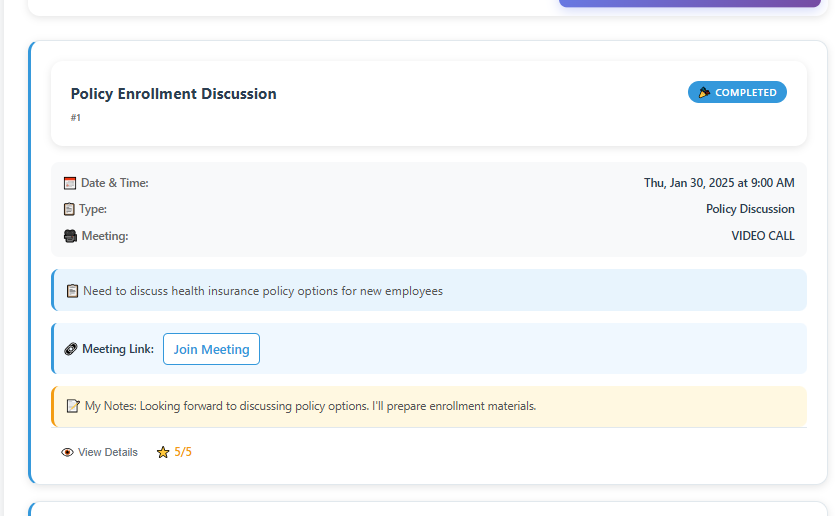 Policy Enrollment Discussion
COMPLETED
#1
Date & Time: Thu, Jan 30, 2025 at 9:00 AM
Type: Policy Discussion
Meeting: VIDEO CALL
Need to discuss health insurance policy options for new employees
Meeting Link: Join Meeting
My Notes: Looking forward to discussing policy options. I'll prepare enrollment materials.
View Details 5/5